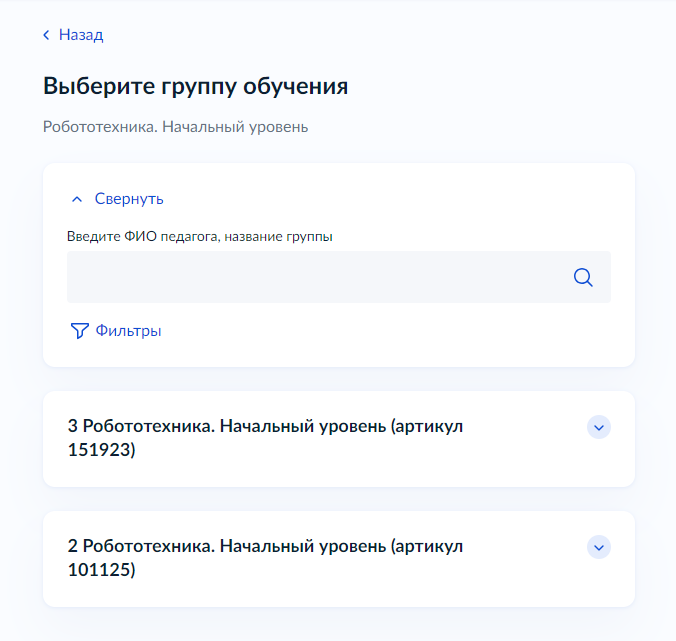 Назад
Выберите группу обучения
Робототехника. Начальный уровень
Свернуть
Введите ФИО педагога, название группы
Фильтры
3 Робототехника. Начальный уровень (артикул
151923)
2 Робототехника. Начальный уровень (артикул
101125)